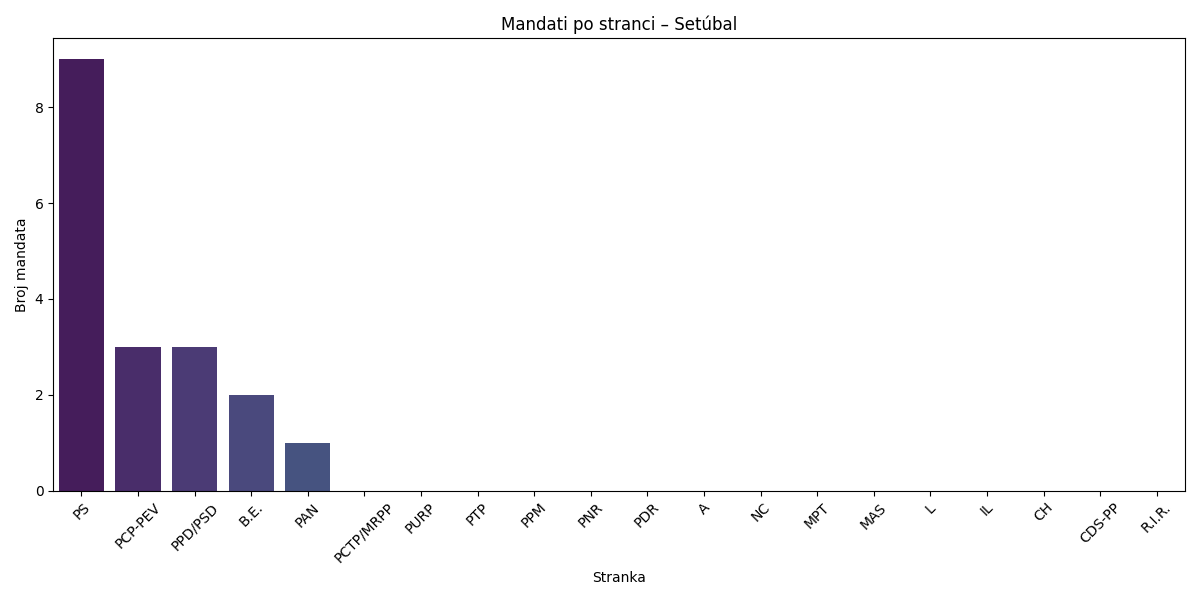 Mandati po stranci – Setúbal
Broj mandata
8
6
4
2
0
PS
PCP-PEV
PPD/PSD
B.E.
PAN
PCTP/MRPP
PURP
PTP
PPM
PNR
PDR
A
NC
MPT
MAS
L
IL
CH
CDS-PP
R.I.R.
Stranka